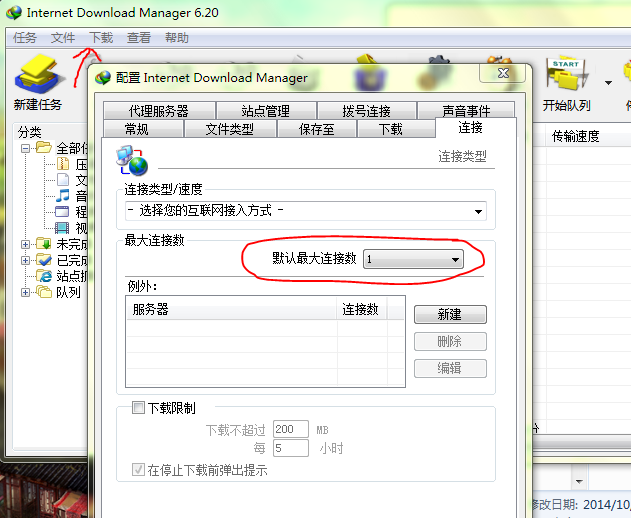 Internet Download Manager 6.20
任务 文件 下载 查看 帮助
新建任务
START
开始队列
分类
全部任
压
文
音
程
视
未完成
已完成
站点抓
队列
传输速度
配置 Internet Download Manager
代理服务器 站点管理 拨号连接 声音事件
常规 文件类型 保存至 下载 连接
连接类型
连接类型/速度
- 选择您的互联网接入方式 -
最大连接数
默认最大连接数 1
例外:
服务器 连接数
新建
删除
编辑
下载限制
下载不超过 200 MB
每 5 小时
在停止下载前弹出提示
修改日期: 2014/10/